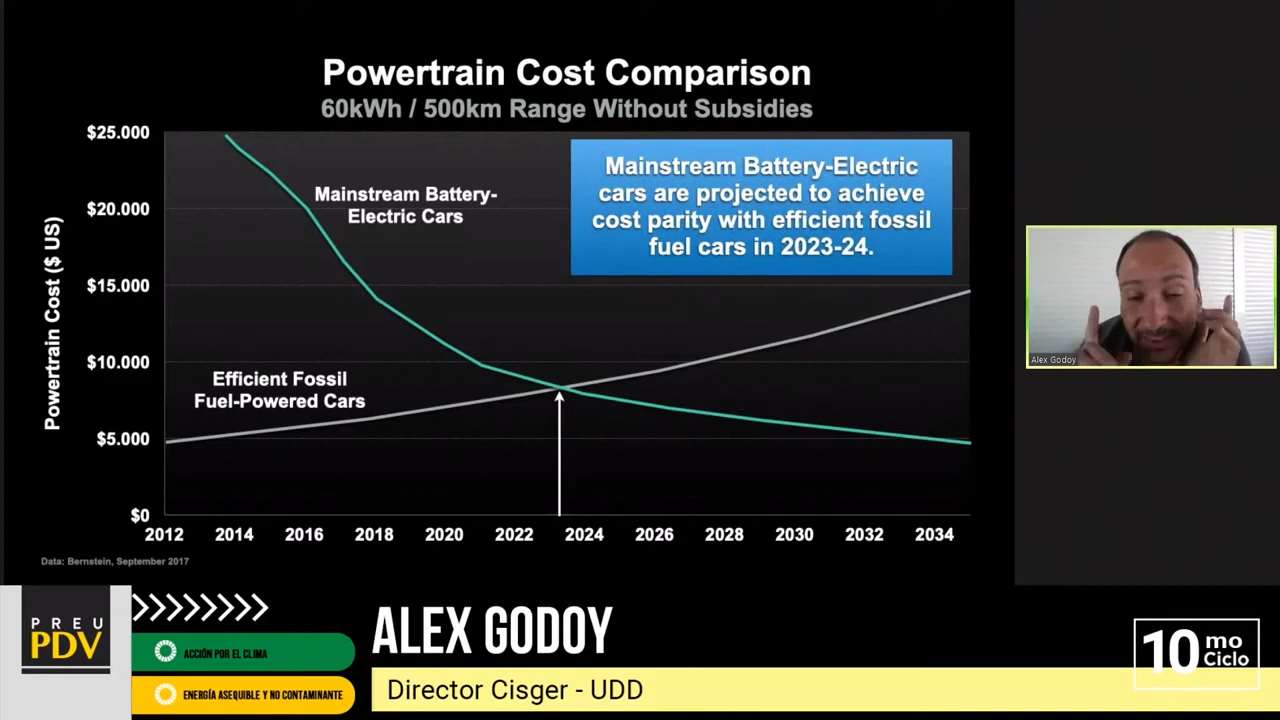 Powertrain Cost Comparison
60kWh / 500km Range Without Subsidies
$25.000
$20.000
$15.000
$10.000
$5.000
$0
Powertrain Cost ($ US)
Mainstream Battery-
Electric Cars
Mainstream Battery-Electric
cars are projected to achieve
cost parity with efficient fossil
fuel cars in 2023-24.
Efficient Fossil
Fuel-Powered Cars
2012 2014 2016 2018 2020 2022 2024 2026 2028 2030 2032 2034
Data: Bernstein, September 2017
Alex Godoy
PREU
PDV
ACCIÓN POR EL CLIMA
ENERGÍA ASEQUIBLE Y NO CONTAMINANTE
ALEX GODOY
Director Cisger - UDD
10 mo
Ciclo